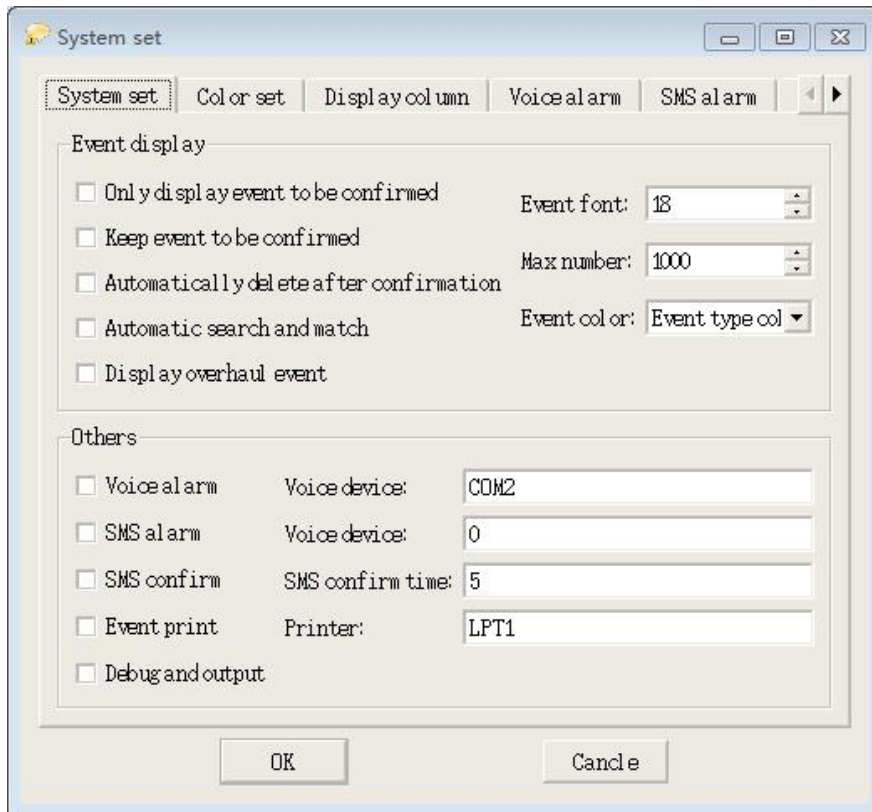 System set
System set Color set Display column Voice alarm SMS alarm
Event display
Only display event to be confirmed
Event font: 18
Keep event to be confirmed
Max number: 1000
Automatically delete after confirmation
Automatic search and match
Event color: Event type col
Display overhaul event
Others
Voice alarm Voice device: COM2
SMS alarm Voice device: 0
SMS confirm SMS confirm time: 5
Event print Printer: LPT1
Debug and output
OK Cancle